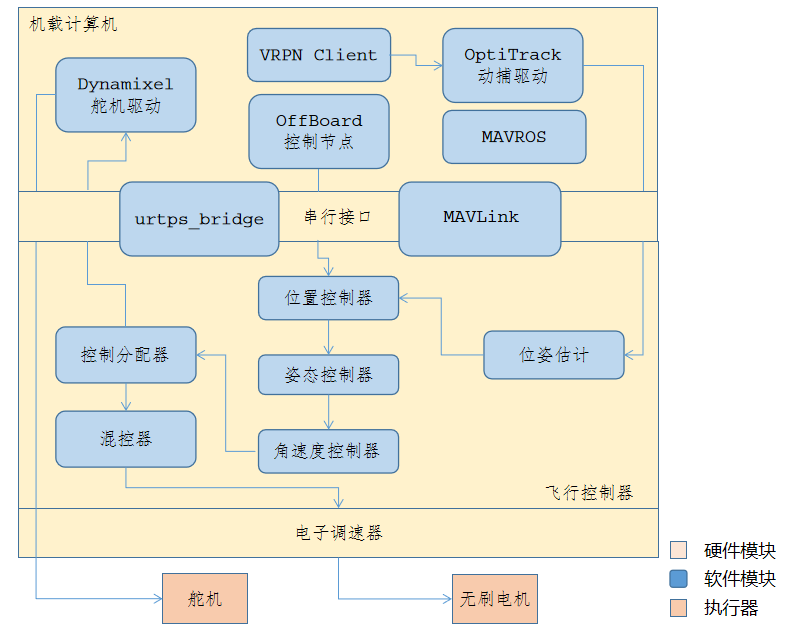 机载计算机
VRPN Client
OptiTrack
动捕驱动
Dynamixel
舵机驱动
OffBoard
控制节点
MAVROS
urtps_bridge
串行接口
MAVLink
位置控制器
控制分配器
姿态控制器
位姿估计
混控器
角速度控制器
飞行控制器
电子调速器
硬件模块
软件模块
执行器
舵机
无刷电机